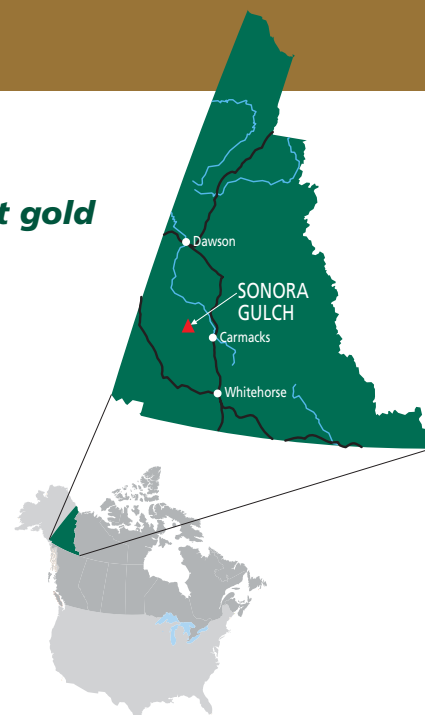 t gold
Dawson
SONORA
GULCH
Carmacks
Whitehorse